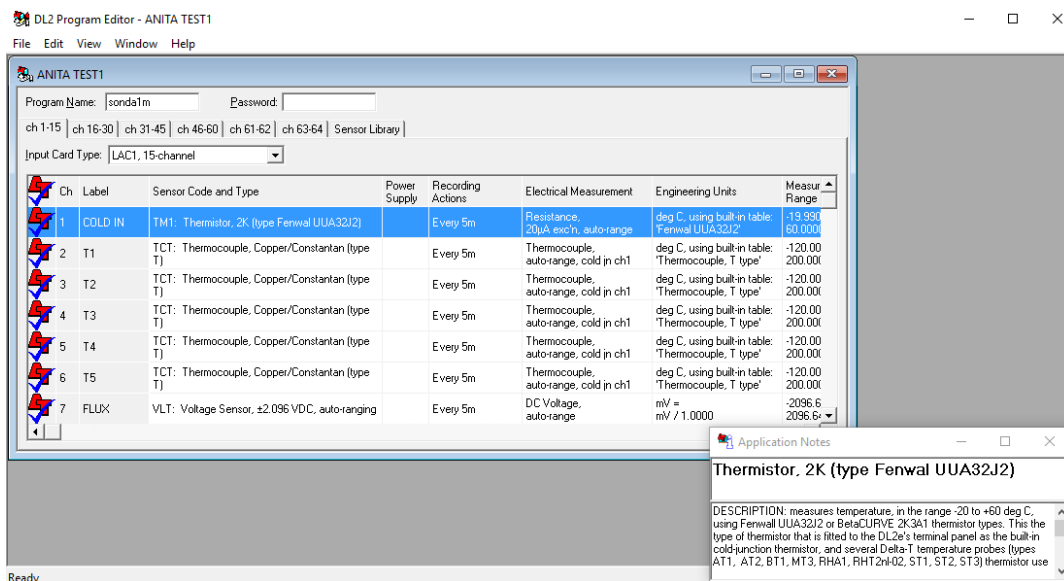 DL2 Program Editor - ANITA TEST1
File Edit View Window Help
ANITA TEST1
Program Name: sonda1m Password:
ch 1-15 ch 16-30 ch 31-45 ch 46-60 ch 61-62 ch 63-64 Sensor Library
Input Card Type: LAC1, 15-channel
Ch Label Sensor Code and Type Power Supply Recording Actions Electrical Measurement Engineering Units Measur Range
1 COLD IN TM1: Thermistor, 2K (type Fenwal UUA32J2) Every 5m Resistance, 20µA exc'n, auto-range deg C, using built-in table: 'Fenwal UUA32J2' -19.990 60.0000
2 T1 TCT: Thermocouple, Copper/Constantan (type T) Every 5m Thermocouple, auto-range, cold jn ch1 deg C, using built-in table: 'Thermocouple, T type' -120.00 200.000
3 T2 TCT: Thermocouple, Copper/Constantan (type T) Every 5m Thermocouple, auto-range, cold jn ch1 deg C, using built-in table: 'Thermocouple, T type' -120.00 200.000
4 T3 TCT: Thermocouple, Copper/Constantan (type T) Every 5m Thermocouple, auto-range, cold jn ch1 deg C, using built-in table: 'Thermocouple, T type' -120.00 200.000
5 T4 TCT: Thermocouple, Copper/Constantan (type T) Every 5m Thermocouple, auto-range, cold jn ch1 deg C, using built-in table: 'Thermocouple, T type' -120.00 200.000
6 T5 TCT: Thermocouple, Copper/Constantan (type T) Every 5m Thermocouple, auto-range, cold jn ch1 deg C, using built-in table: 'Thermocouple, T type' -120.00 200.000
7 FLUX VLT: Voltage Sensor, ±2.096 VDC, auto-ranging Every 5m DC Voltage, auto-range mV = mV / 1.0000 -2096.6 2096.64
Application Notes
Thermistor, 2K (type Fenwal UUA32J2)
DESCRIPTION: measures temperature, in the range -20 to +60 deg C,
using Fenwall UUA32J2 or BetaCURVE 2K3A1 thermistor types. This the
type of thermistor that is fitted to the DL2e's terminal panel as the built-in
cold-junction thermistor, and several Delta-T temperature probes (types
AT1, AT2, BT1, MT3, RHA1, RHT2nl-02, ST1, ST2, ST3) thermistor use
Ready